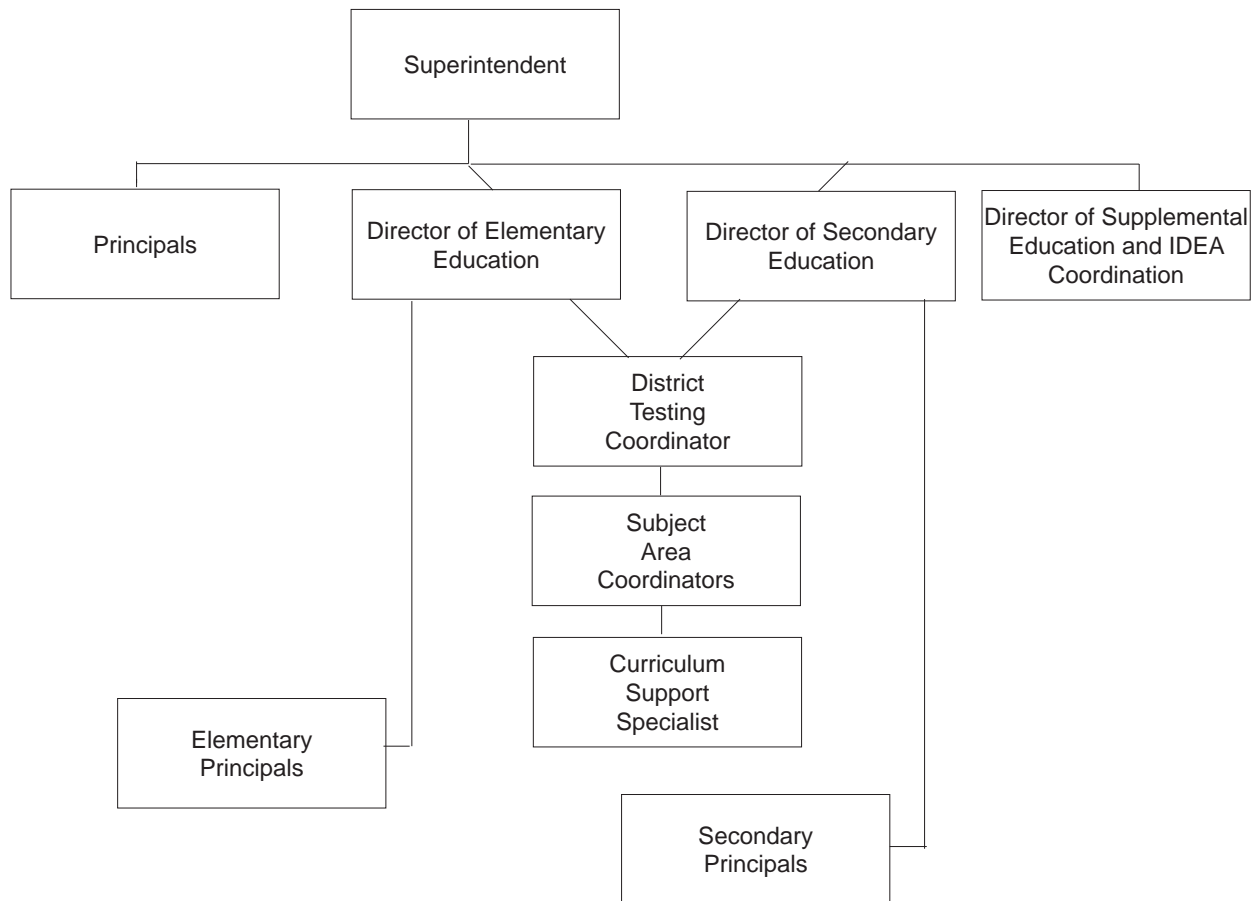 Superintendent
Principals
Director of Elementary
Education
Director of Secondary
Education
Director of Supplemental
Education and IDEA
Coordination
District
Testing
Coordinator
Subject
Area
Coordinators
Curriculum
Support
Specialist
Elementary
Principals
Secondary
Principals